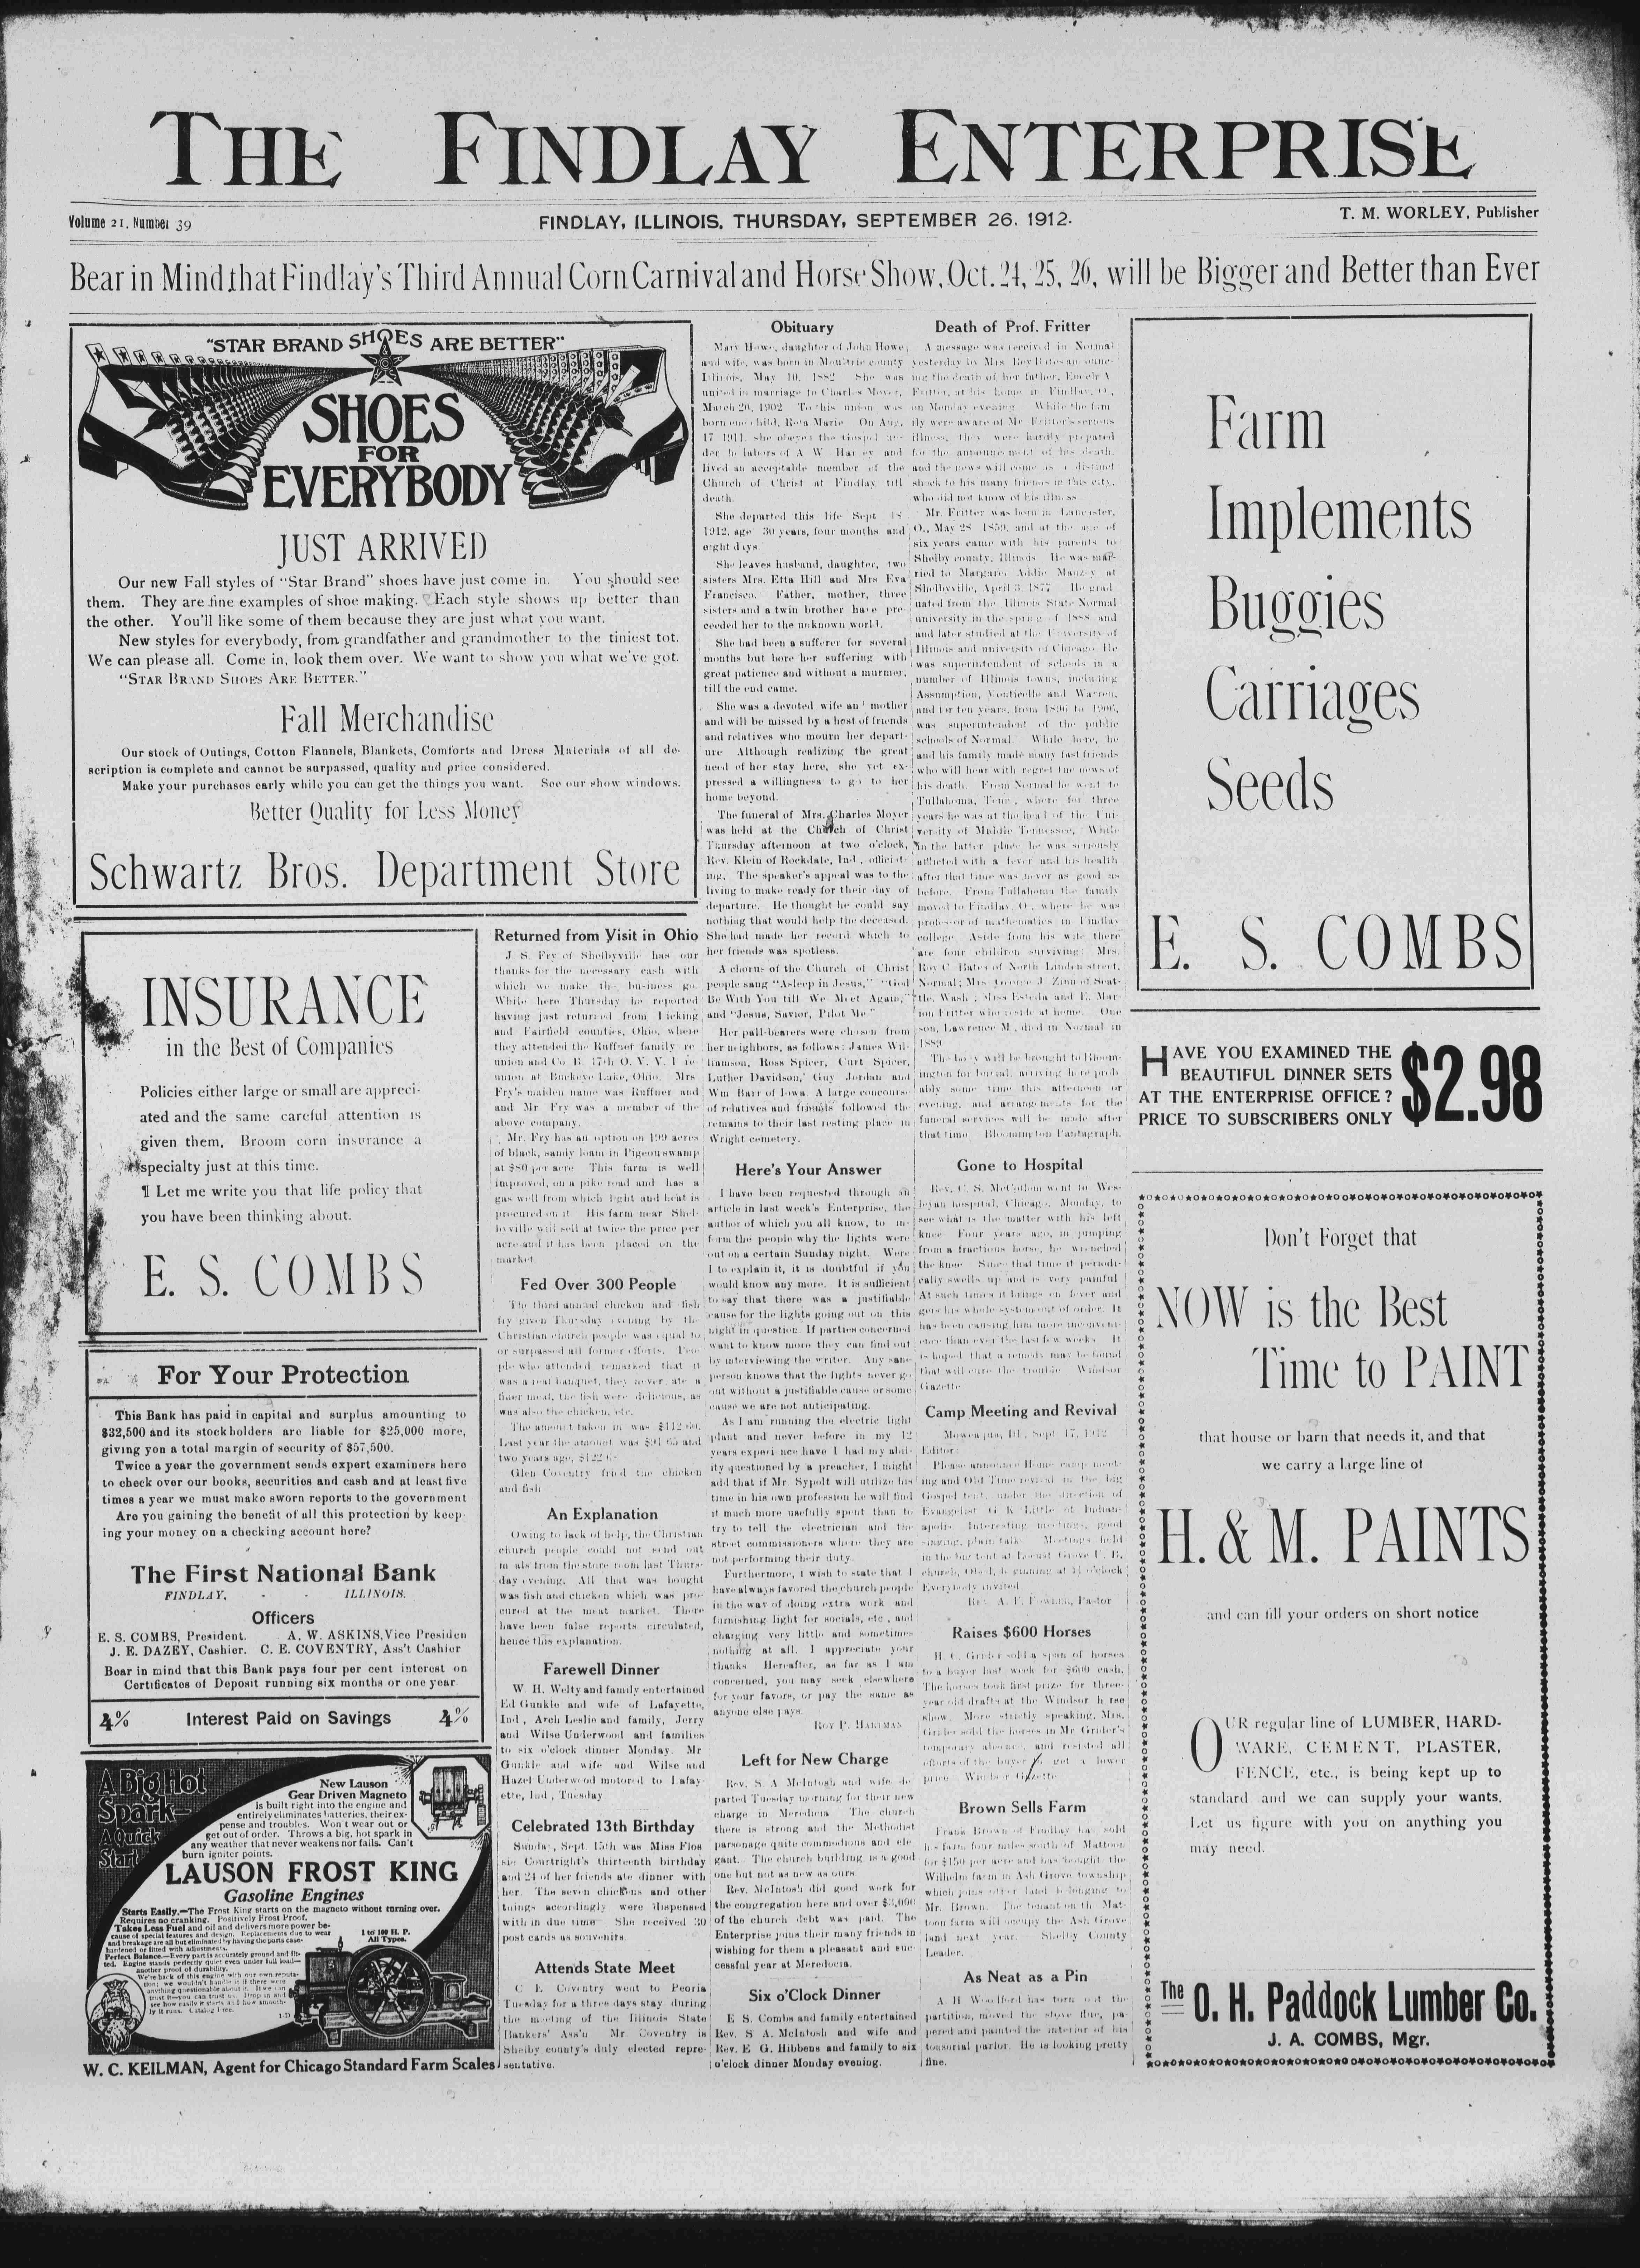 THE FINDLAY ENTERPRISE
Volume 21, Number 39
FINDLAY, ILLINOIS, THURSDAY, SEPTEMBER 26, 1912.
T. M. WORLEY, Publisher
Bear in Mind that Findlay's Third Annual Corn Carnival and Horse Show, Oct. 24, 25, 26, will be Bigger and Better than Ever
"STAR BRAND SHOES ARE BETTER"
SHOES
FOR
EVERYBODY
JUST ARRIVED
Our new Fall styles of "Star Brand" shoes have just come in. You should see
them. They are fine examples of shoe making. Each style shows up better than
the other. You'll like some of them because they are just what you want.
New styles for everybody, from grandfather and grandmother to the tiniest tot.
We can please all. Come in, look them over. We want to show you what we've got.
"STAR BRAND SHOES ARE BETTER."
Fall Merchandise
Our stock of Outings, Cotton Flannels, Blankets, Comforts and Dress Materials of all de-
scription is complete and cannot be surpassed, quality and price considered.
Make your purchases early while you can get the things you want. See our show windows.
Better Quality for Less Money
Schwartz Bros. Department Store
INSURANCE
in the Best of Companies
Policies either large or small are appreci-
ated and the same careful attention is
given them. Broom corn insurance a
specialty just at this time.
¶ Let me write you that life policy that
you have been thinking about.
E. S. COMBS
For Your Protection
This Bank has paid in capital and surplus amounting to
$32,500 and its stockholders are liable for $25,000 more,
giving you a total margin of security of $57,500.
Twice a year the government sends expert examiners here
to check over our books, securities and cash and at least five
times a year we must make sworn reports to the government
Are you gaining the benefit of all this protection by keep-
ing your money on a checking account here?
The First National Bank
FINDLAY, - - ILLINOIS.
Officers
E. S. COMBS, President. A. W. ASKINS, Vice Presiden
J. E. DAZEY, Cashier. C. E. COVENTRY, Ass't Cashier
Bear in mind that this Bank pays four per cent interest on
Certificates of Deposit running six months or one year
4% Interest Paid on Savings 4%
A Big Hot
Spark-
A Quick
Start
New Lauson
Gear Driven Magneto
is built right into the engine and
entirely eliminates batteries, their ex-
pense and troubles. Won't wear out or
get out of order. Throws a big, hot spark in
any weather that never weakens nor fails. Can't
burn igniter points.
LAUSON FROST KING
Gasoline Engines
Starts Easily.—The Frost King starts on the magneto without turning over.
Requires no cranking. Positively Frost Proof.
Takes Less Fuel and oil and delivers more power be-
cause of special features and design. Replacements due to wear
and breakage are all but eliminated by having the parts case-
hardened or fitted with adjustments.
Perfect Balance.—Every part is accurately ground and fit-
ted. Engine stands perfectly quiet even under full load—
another proof of durability.
We're back of this engine with our own reputa-
tion; we wouldn't handle it if there were
anything questionable about it. If we can
trust it—you can trust us. Drop in and
see how easily it starts and how smooth-
ly it runs. Catalog Free.
1 to 100 H. P.
All Types.
W. C. KEILMAN, Agent for Chicago Standard Farm Scales
Returned from Visit in Ohio
J. S. Fry of Shelbyville has our
thanks for the necessary cash with
which we make the business go.
While here Thursday he reported
having just returned from Licking
and Fairfield counties, Ohio, where
they attended the Ruffner family re
union and Co. B. 17th O. V. V. I re-
union at Buckeye Lake, Ohio. Mrs
Fry's maiden name was Ruffner and
and Mr Fry was a member of the
above company.
Mr. Fry has an option on 199 acres
of black, sandy loam in Pigeon swamp
at $80 per acre This farm is well
improved, on a pike road and has a
gas well from which light and heat is
procured on it His farm near Shel-
byville will sell at twice the price per
acre and it has been placed on the
market
Fed Over 300 People
The third annual chicken and fish
fry given Thursday evening by the
Christian church people was equal to
or surpassed all former efforts. Peo-
ple who attended remarked that it
was a real banquet, they never ate a
finer meal, the fish were delicious, as
was also the chicken, etc.
The amount taken in was $112.60.
Last year the amount was $91 65 and
two years ago,
Glen Coventry fried the chicken
and fish
An Explanation
Owing to lack of help, the Christian
church people could not send out
meals from the store room last Thurs-
day evening. All that was bought
was fish and chicken which was pro-
cured at the meat market. There
have been false reports circulated,
hence this explanation.
Farewell Dinner
W. H. Welty and family entertained
Ed Gunkle and wife of Lafayette,
Ind, Arch Leslie and family, Jerry
and Wilse Underwood and families
to six o'clock dinner Monday. Mr
Gunkle and wife and Wilse and
Hazel Underwood motored to Lafay-
ette, Ind, Tuesday
Celebrated 13th Birthday
Sunday, Sept. 15th was Miss Flos
sie Courtright's thirteenth birthday
and 24 of her friends ate dinner with
her. The seven chickens and other
things accordingly were dispensed
with in due time She received 30
post cards as souvenirs.
Attends State Meet
C E Coventry went to Peoria
Tuesday for a three days stay during
the meeting of the Illinois State
Bankers' Ass'n Mr Coventry is
Shelby county's duly elected repre-
sentative.
Obituary
Mary Howe, daughter of John Howe
and wife, was born in Moultrie county
Illinois, May 10, 1882 She was
united in marriage to Charles Moyer,
March 26, 1902 To this union was
born one child, Reta Marie On Aug.
17 1911, she obeyed the Gospel un-
der the labors of A W Harvey and
lived an acceptable member of the
Church of Christ at Findlay till
death.
She departed this life Sept 18
1912, age 30 years, four months and
eight days
She leaves husband, daughter, two
sisters Mrs. Etta Hill and Mrs Eva
Francisco. Father, mother, three
sisters and a twin brother have pre
ceeded her to the unknown world.
She had been a sufferer for several
months but bore her suffering with
great patience and without a murmer,
till the end came.
She was a devoted wife and mother
and will be missed by a host of friends
and relatives who mourn her depart-
ure Although realizing the great
need of her stay here, she yet ex-
pressed a willingness to go to her
home beyond.
The funeral of Mrs. Charles Moyer
was held at the Church of Christ
Thursday afternoon at two o'clock,
Rev. Klein of Rockdale, Ind, officiat-
ing. The speaker's appeal was to the
living to make ready for their day of
departure. He thought he could say
nothing that would help the deceased.
She had made her record which to
her friends was spotless.
A chorus of the Church of Christ
people sang "Asleep in Jesus," "God
Be With You till We Meet Again,"
and "Jesus, Savior, Pilot Me."
Her pall-bearers were chosen from
her neighbors, as follows: James Wil-
liamson, Ross Spicer, Curt Spicer,
Luther Davidson, Guy Jordan and
Wm Barr of Iowa. A large concourse
of relatives and friends followed the
remains to their last resting place in
Wright cemetery.
Here's Your Answer
I have been requested through an
article in last week's Enterprise, the
author of which you all know, to in-
form the people why the lights were
out on a certain Sunday night. Were
I to explain it, it is doubtful if you
would know any more. It is sufficient
to say that there was a justifiable
cause for the lights going out on this
night in question. If parties concerned
want to know more they can find out
by interviewing the writer. Any sane
person knows that the lights never go
out without a justifiable cause or some
cause we are not anticipating.
As I am running the electric light
plant and never before in my 12
years experience have I had my abil-
ity questioned by a preacher, I might
add that if Mr. Sypolt will utilize his
time in his own profession he will find
it much more usefully spent than to
try to tell the electrician and the
street commissioners where they are
not performing their duty.
Furthermore, I wish to state that I
have always favored the church people
in the way of doing extra work and
furnishing light for socials, etc, and
charging very little and sometimes
nothing at all. I appreciate your
thanks Hereafter, as far as I am
concerned, you may seek elsewhere
for your favors, or pay the same as
anyone else pays
ROY P. HARTMAN
Left for New Charge
Rev. S. A McIntosh and wife de
parted Tuesday morning for their new
charge in Meredocia The church
there is strong and the Methodist
parsonage quite commodious and ele
gant. The church building is a good
one but not as new as ours
Rev. McIntosh did good work for
the congregation here and over $3,000
of the church debt was paid. The
Enterprise joins their many friends in
wishing for them a pleasant and suc-
cessful year at Meredocia.
Six o'Clock Dinner
E S. Combs and family entertained
Rev. S A. McIntosh and wife and
Rev. E G. Hibbens and family to six
o'clock dinner Monday evening.
Death of Prof. Fritter
A message was received in Normal
yesterday by Mrs Roy Bates announc-
ing the death of her father,
Fritter, at his home in Findlay, O.,
on Monday evening While the fam
ily were aware of Mr Fritter's serious
illness, they were hardly prepared
for the announcement of his death,
and the news will come as a distinct
shock to his many friends in this city,
who did not know of his illness
Mr. Fritter was born in Lancaster,
O., May 28 1859, and at the age of
six years came with his parents to
Shelby county, Illinois He was mar-
ried to Margaret Addie Manzey at
Shelbyville, April 3, 1877 He grad
uated from the Illinois State Normal
university in the spring of 1888 and
and later studied at the University of
Illinois and university of Chicago He
was superintendent of schools in a
number of Illinois towns, including
Assumption, Monticello and Warren,
and for ten years, from 1896 to 1906,
was superintendent of the public
schools of Normal. While here, he
and his family made many fast friends
who will hear with regret the news of
his death. From Normal he went to
Tullahoma, Tenn, where for three
years he was at the head of the Uni-
versity of Middle Tennessee. While
in the latter place he was seriously
afflicted with a fever and his health
after that time was never as good as
before. From Tullahoma the family
moved to Findlay, O, where he was
professor of mathematics in Findlay
college Aside from his wife there
are four children surviving: Mrs.
Roy C Bates of North Linden street,
Normal; Mrs George J Zinn of Seat-
tle, Wash; Miss Estella and E. Mar-
ion Fritter who reside at home. One
son, Lawrence M, died in Normal in
1889
The body will be brought to Bloom-
ington for burial, arriving here prob-
ably some time this afternoon or
evening, and arrangements for the
funeral services will be made after
that time Bloomington Pantagraph.
Gone to Hospital
Rev. C. S. McCollom went to Wes-
leyan hospital, Chicago, Monday, to
see what is the matter with his left
knee Four years ago, in jumping
from a fractious horse, he wrenched
the knee Since that time it periodi-
cally swells up and is very painful
At such times it brings on fever and
gets his whole system out of order. It
has been causing him more inconveni-
ence than ever the last few weeks It
is hoped that a remedy may be found
that will cure the trouble Windsor
Gazette
Camp Meeting and Revival
Moweaqua, Ill, Sept 17, 1912
Editor:
Please announce Home camp meet-
ing and Old Time revival in the big
Gospel tent, under the direction of
Evangelist G K Little of Indian-
apolis Interesting meetings, good
singing, plain talks Meetings held
in the big tent at Locust Grove U. B.
church, Obed, beginning at 11 o'clock
Everybody invited
Rev. A. F. , Pastor
Raises $600 Horses
H C. Grider sold a span of horses
to a buyer last week for $600 cash.
The horses took first prize for three
year old drafts at the Windsor horse
show. More strictly speaking, Mrs.
Grider sold the horses in Mr Grider's
temporary absence, and resisted all
efforts of the buyer to get a lower
price Windsor Gazette
Brown Sells Farm
Frank Brown of Findlay has sold
his farm four miles south of Mattoon
for $150 per acre and has bought the
Wilhelm farm in Ash Grove township
which joins other land belonging to
Mr. Brown. The tenant on the Mat-
toon farm will occupy the Ash Grove
land next year.— Shelby County
Leader.
As Neat as a Pin
A. H Woolford has torn out the
partition, moved the stove flue, pa
pered and painted the interior of his
tonsorial parlor. He is looking pretty
fine.
Farm
Implements
Buggies
Carriages
Seeds
E. S. COMBS
HAVE YOU EXAMINED THE
BEAUTIFUL DINNER SETS
AT THE ENTERPRISE OFFICE?
PRICE TO SUBSCRIBERS ONLY
$2.98
Don't Forget that
NOW is the Best
Time to PAINT
that house or barn that needs it, and that
we carry a large line of
H. & M. PAINTS
and can fill your orders on short notice
OUR regular line of LUMBER, HARD-
WARE, CEMENT, PLASTER,
FENCE, etc., is being kept up to
standard and we can supply your wants.
Let us figure with you on anything you
may need.
The O. H. Paddock Lumber Co.
J. A. COMBS, Mgr.